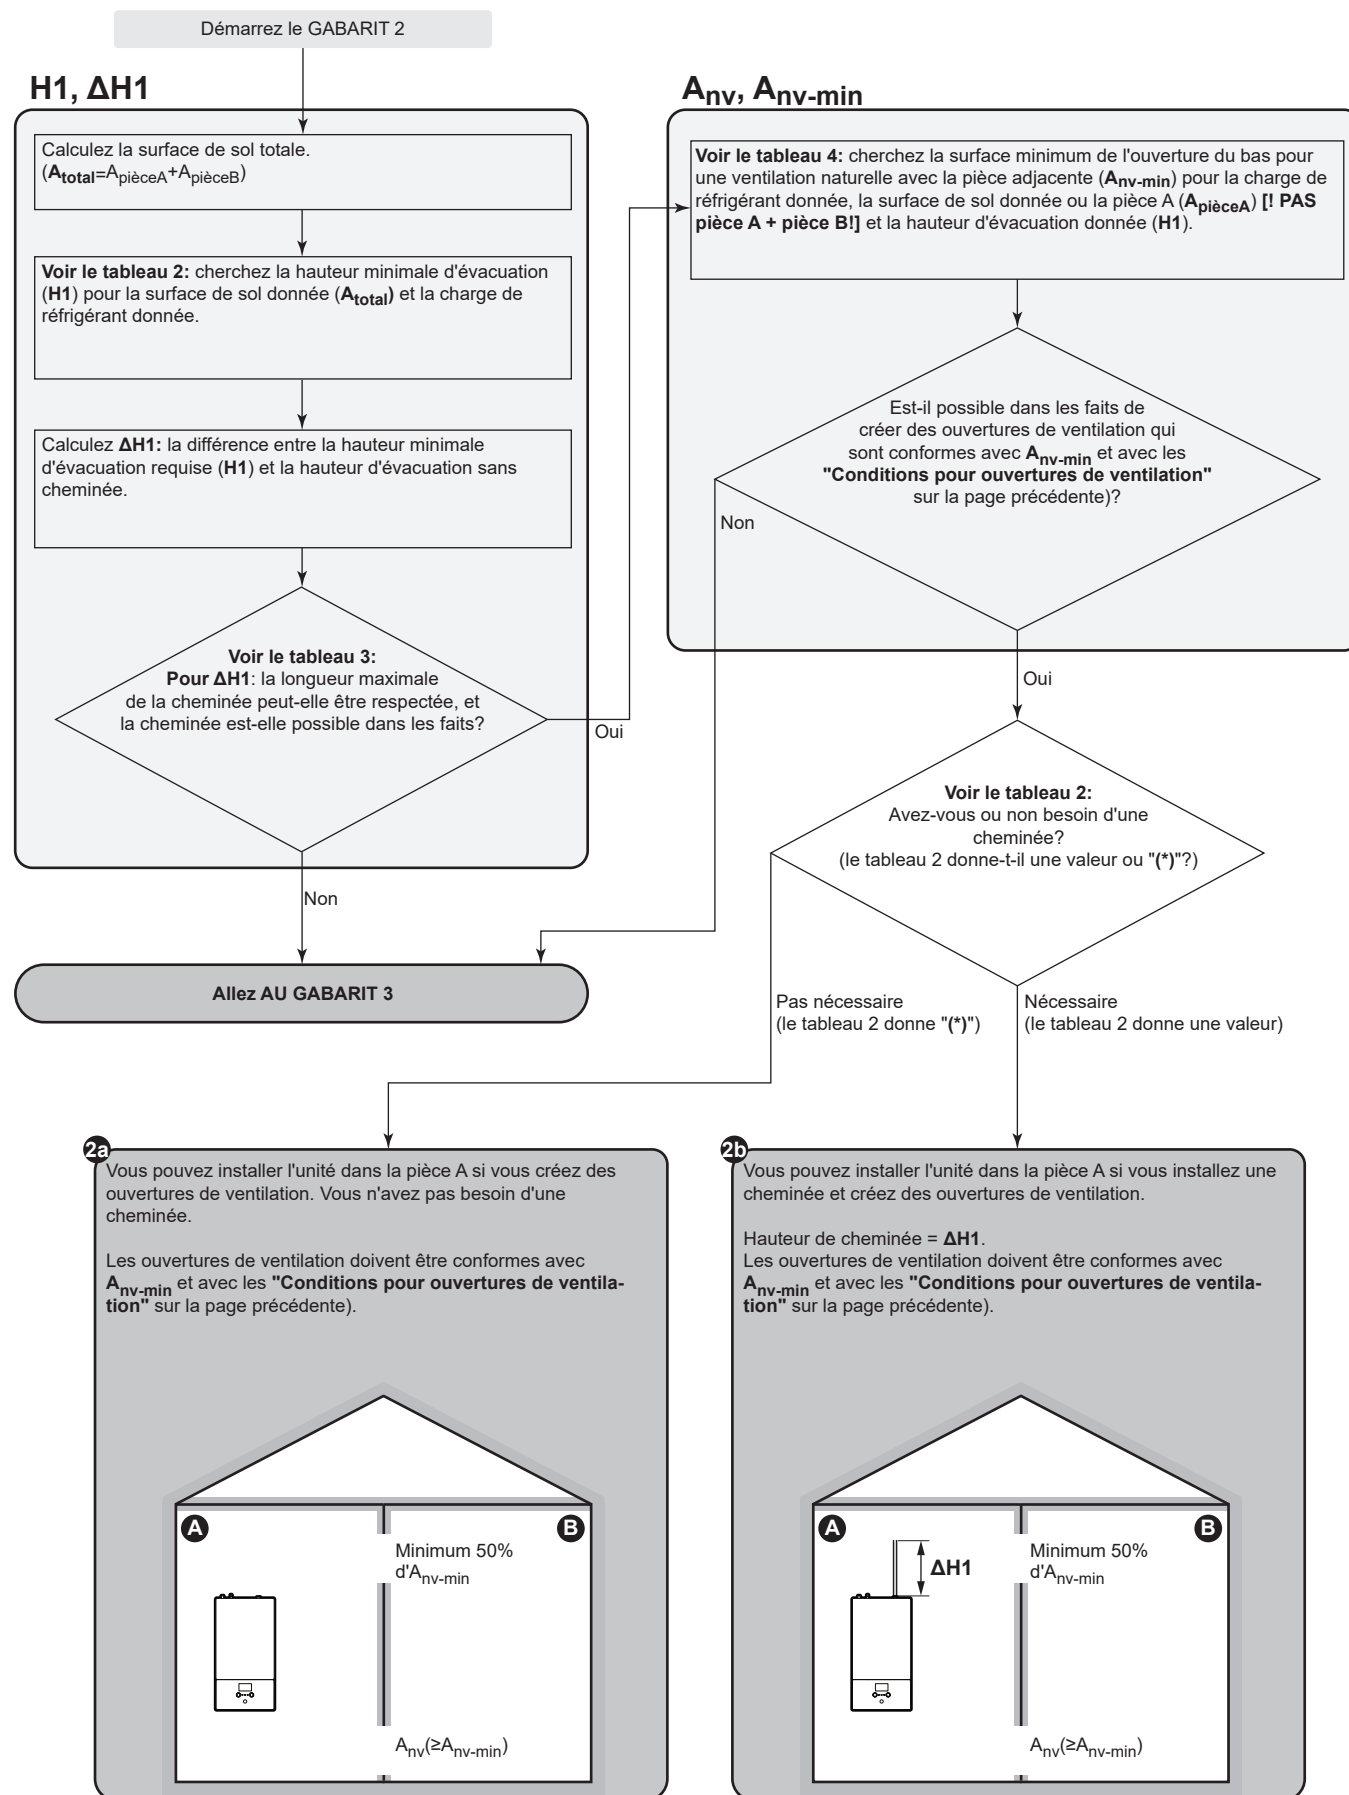 Démarrez le GABARIT 2
H1, ΔH1
Calculez la surface de sol totale.
(Atotal=ApièceA+ApièceB)
Voir le tableau 2: cherchez la hauteur minimale d'évacuation
(H1) pour la surface de sol donnée (Atotal) et la charge de
réfrigérant donnée.
Calculez ΔH1: la différence entre la hauteur minimale
d'évacuation requise (H1) et la hauteur d'évacuation sans
cheminée.
Voir le tableau 3:
Pour ΔH1: la longueur maximale
de la cheminée peut-elle être respectée, et
la cheminée est-elle possible dans les faits?
Oui
Non
Allez AU GABARIT 3
Anv, Anv-min
Voir le tableau 4: cherchez la surface minimum de l'ouverture du bas pour
une ventilation naturelle avec la pièce adjacente (Anv-min) pour la charge de
réfrigérant donnée, la surface de sol donnée ou la pièce A (ApièceA) [! PAS
pièce A + pièce B!] et la hauteur d'évacuation donnée (H1).
Est-il possible dans les faits de
créer des ouvertures de ventilation qui
sont conformes avec Anv-min et avec les
"Conditions pour ouvertures de ventilation"
sur la page précédente)?
Non
Oui
Voir le tableau 2:
Avez-vous ou non besoin d'une
cheminée?
(le tableau 2 donne-t-il une valeur ou "(*)"?)
Pas nécessaire
(le tableau 2 donne "(*)")
Nécessaire
(le tableau 2 donne une valeur)
2a
Vous pouvez installer l'unité dans la pièce A si vous créez des
ouvertures de ventilation. Vous n'avez pas besoin d'une
cheminée.
Les ouvertures de ventilation doivent être conformes avec
Anv-min et avec les "Conditions pour ouvertures de ventila-
tion" sur la page précédente).
A
B
Minimum 50%
d'Anv-min
Anv(≥Anv-min)
2b
Vous pouvez installer l'unité dans la pièce A si vous installez une
cheminée et créez des ouvertures de ventilation.
Hauteur de cheminée = ΔH1.
Les ouvertures de ventilation doivent être conformes avec
Anv-min et avec les "Conditions pour ouvertures de ventila-
tion" sur la page précédente).
A
B
ΔH1
Minimum 50%
d'Anv-min
Anv(≥Anv-min)